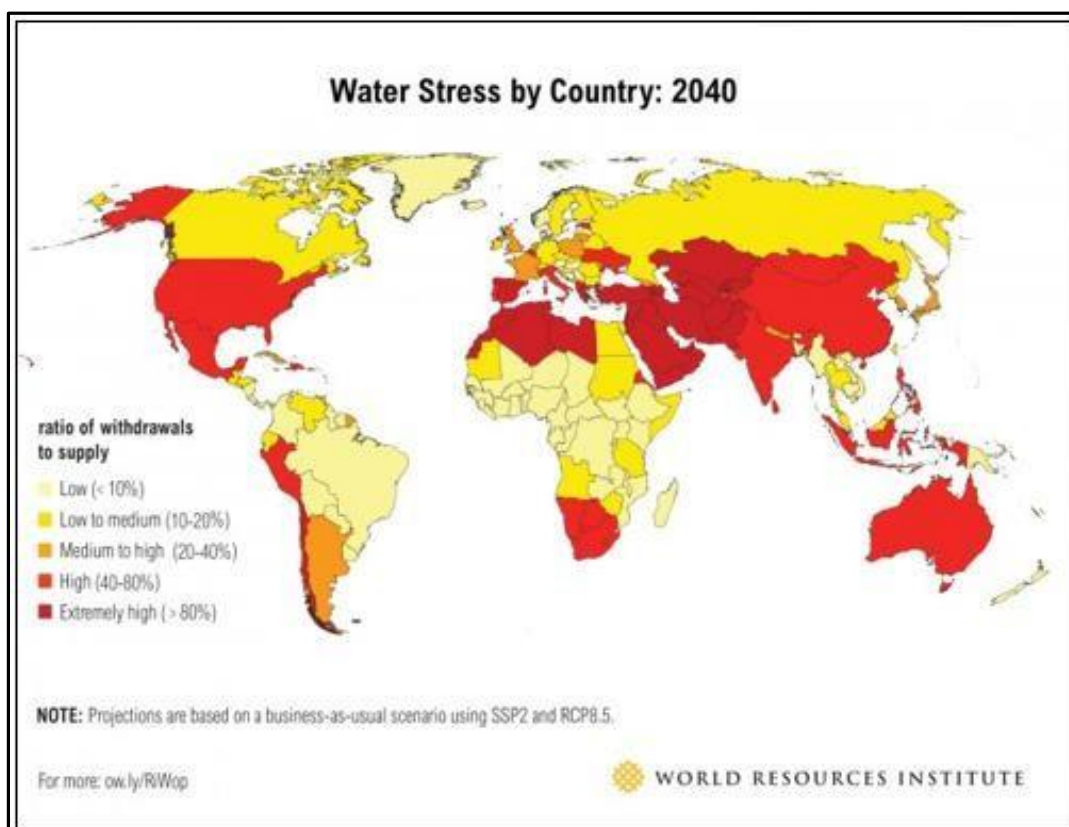 Water Stress by Country: 2040
ratio of withdrawals
to supply
Low (< 10%)
Low to medium (10-20%)
Medium to high (20-40%)
High (40-80%)
Extremely high ( > 80%)
NOTE: Projections are based on a business-as-usual scenario using SSP2 and RCP8.5.
For more: ow.ly/RiWop
WORLD RESOURCES INSTITUTE